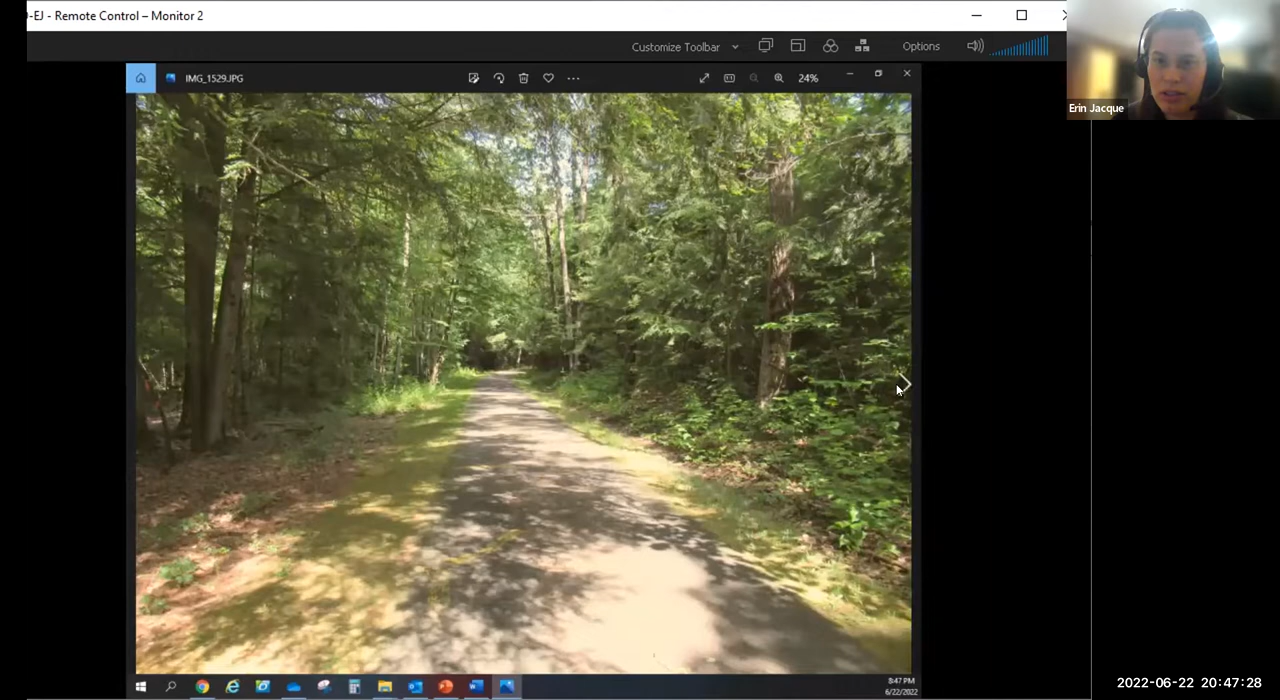 -EJ - Remote Control – Monitor 2
Customize Toolbar
Options
IMG_1529.JPG
24%
Erin Jacque
8:47 PM
6/22/2022
2022-06-22 20:47:28